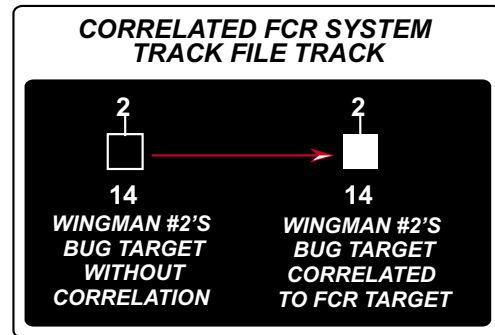 CORRELATED FCR SYSTEM
TRACK FILE TRACK
2
14
WINGMAN #2'S
BUG TARGET
WITHOUT
CORRELATION
2
14
WINGMAN #2'S
BUG TARGET
CORRELATED
TO FCR TARGET